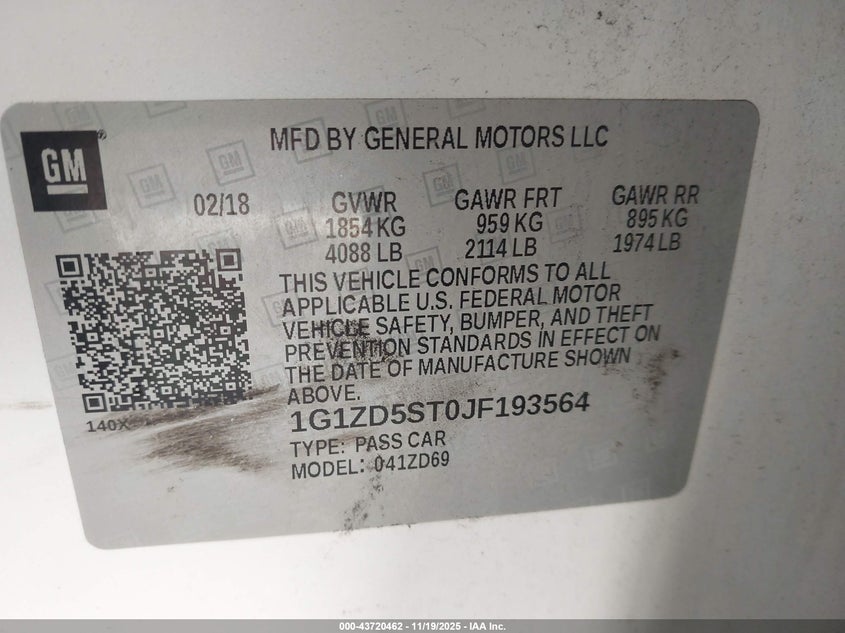 GM
MFD BY GENERAL MOTORS LLC
02/18 GVWR GAWR FRT GAWR RR
1854 KG 959 KG 895 KG
4088 LB 2114 LB 1974 LB
THIS VEHICLE CONFORMS TO ALL
APPLICABLE U.S. FEDERAL MOTOR
VEHICLE SAFETY, BUMPER, AND THEFT
PREVENTION STANDARDS IN EFFECT ON
THE DATE OF MANUFACTURE SHOWN
ABOVE.
140X
1G1ZD5ST0JF193564
TYPE: PASS CAR
MODEL: 041ZD69
000-43720462 - 11/19/2025 - IAA Inc.